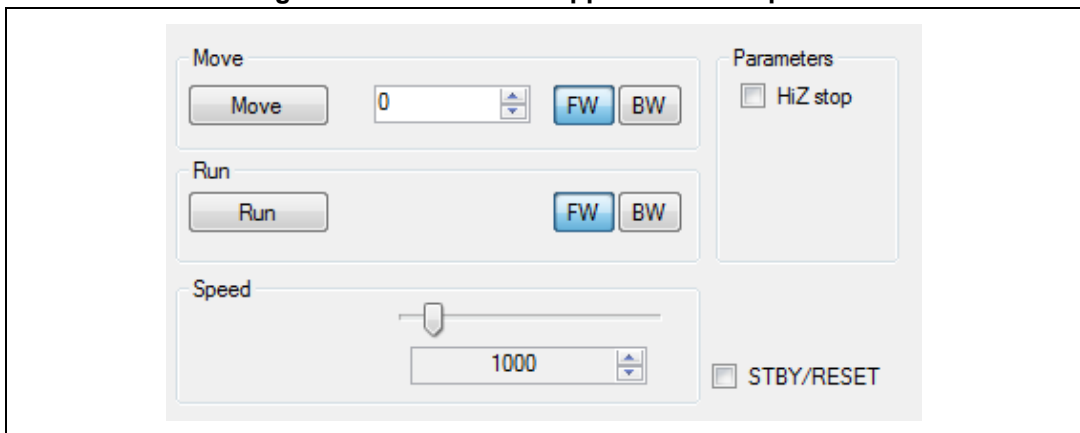 Move
Move 0 FW BW
Run
Run FW BW
Speed
1000
Parameters
HiZ stop
STBY/RESET